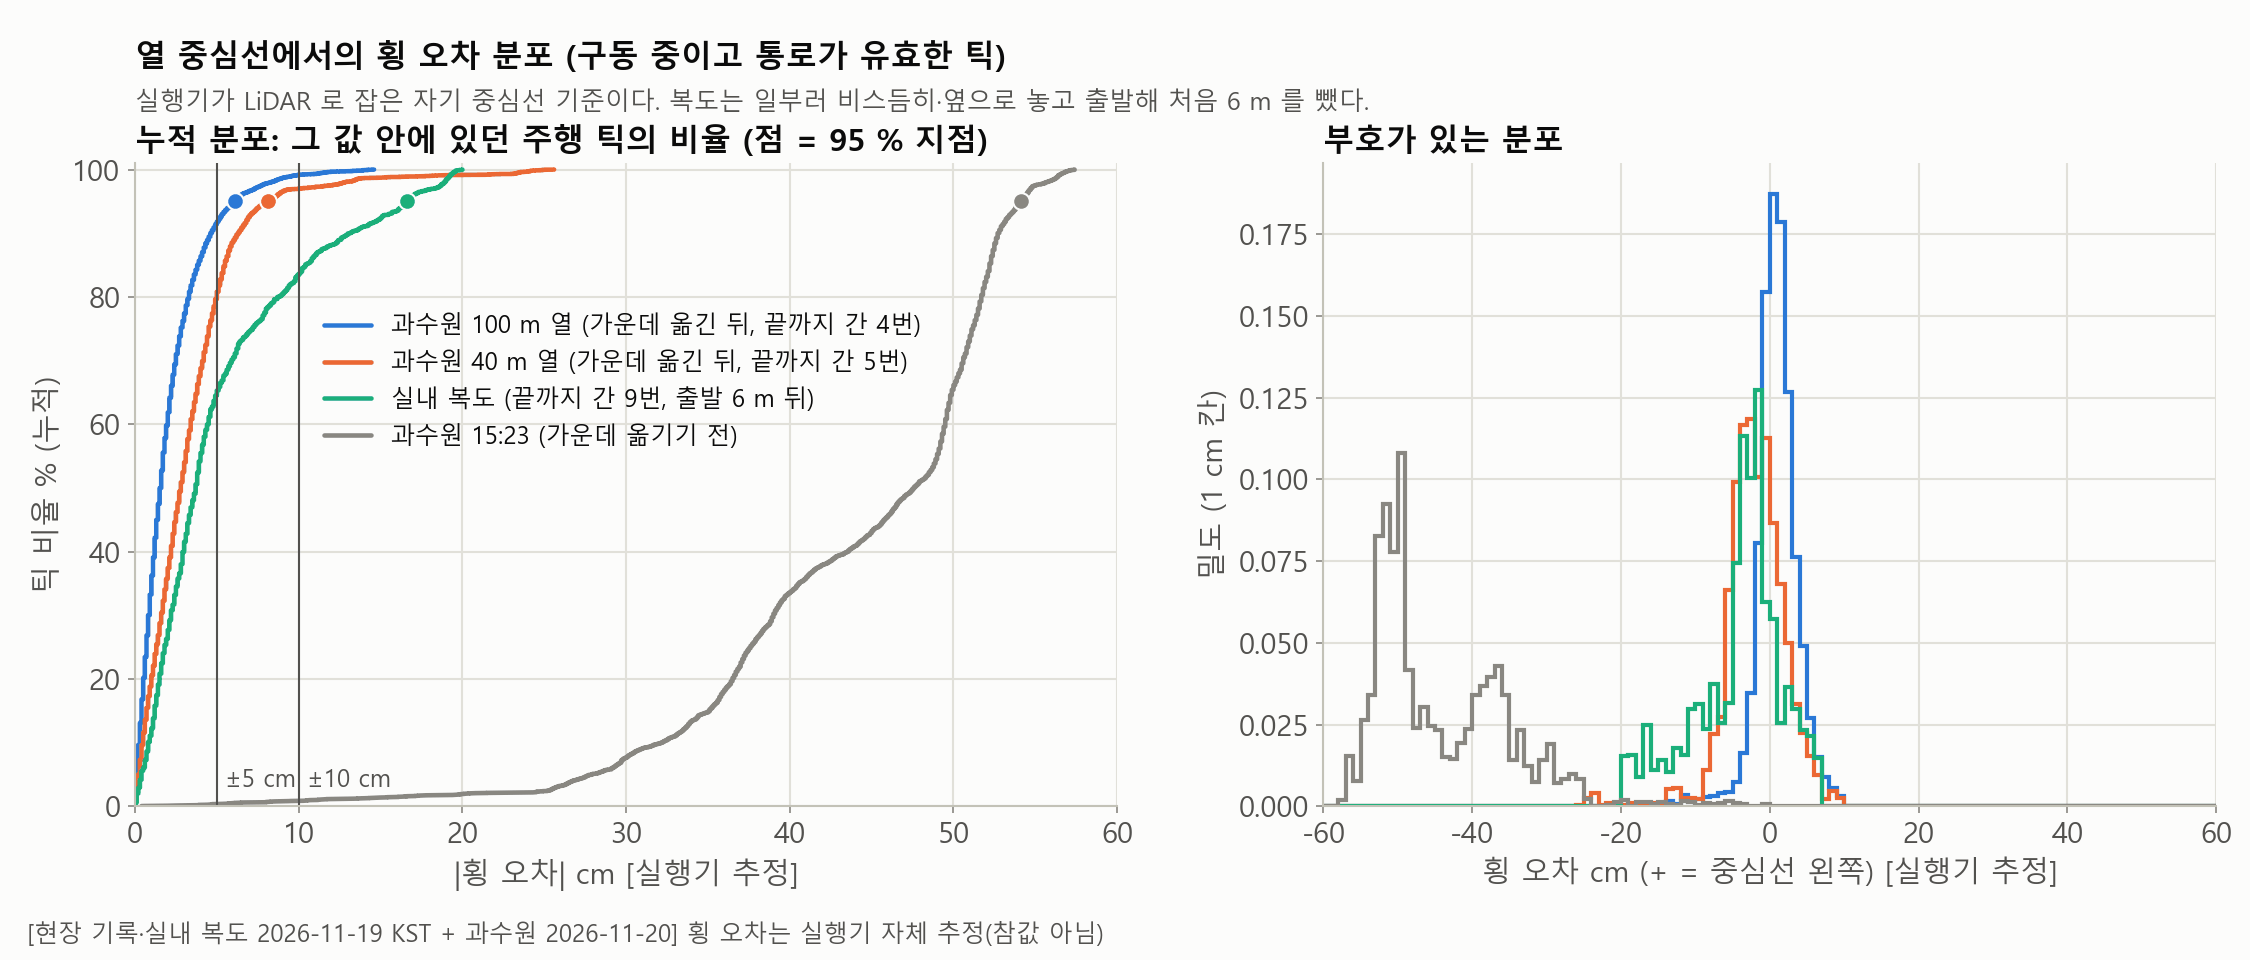 열 중심선에서의 횡 오차 분포 (구동 중이고 통로가 유효한 틱)
실행기가 LiDAR 로 잡은 자기 중심선 기준이다. 복도는 일부러 비스듬히·옆으로 놓고 출발해 처음 6 m 를 뺐다.
누적 분포: 그 값 안에 있던 주행 틱의 비율 (점 = 95 % 지점)
틱 비율 % (누적)
100
80
60
40
20
0
과수원 100 m 열 (가운데 옮긴 뒤, 끝까지 간 4번)
과수원 40 m 열 (가운데 옮긴 뒤, 끝까지 간 5번)
실내 복도 (끝까지 간 9번, 출발 6 m 뒤)
과수원 15:23 (가운데 옮기기 전)
±5 cm
±10 cm
0 10 20 30 40 50 60
|횡 오차| cm [실행기 추정]
부호가 있는 분포
밀도 (1 cm 칸)
0.175
0.150
0.125
0.100
0.075
0.050
0.025
0.000
-60 -40 -20 0 20 40 60
횡 오차 cm (+ = 중심선 왼쪽) [실행기 추정]
[현장 기록·실내 복도 2026-11-19 KST + 과수원 2026-11-20] 횡 오차는 실행기 자체 추정(참값 아님)